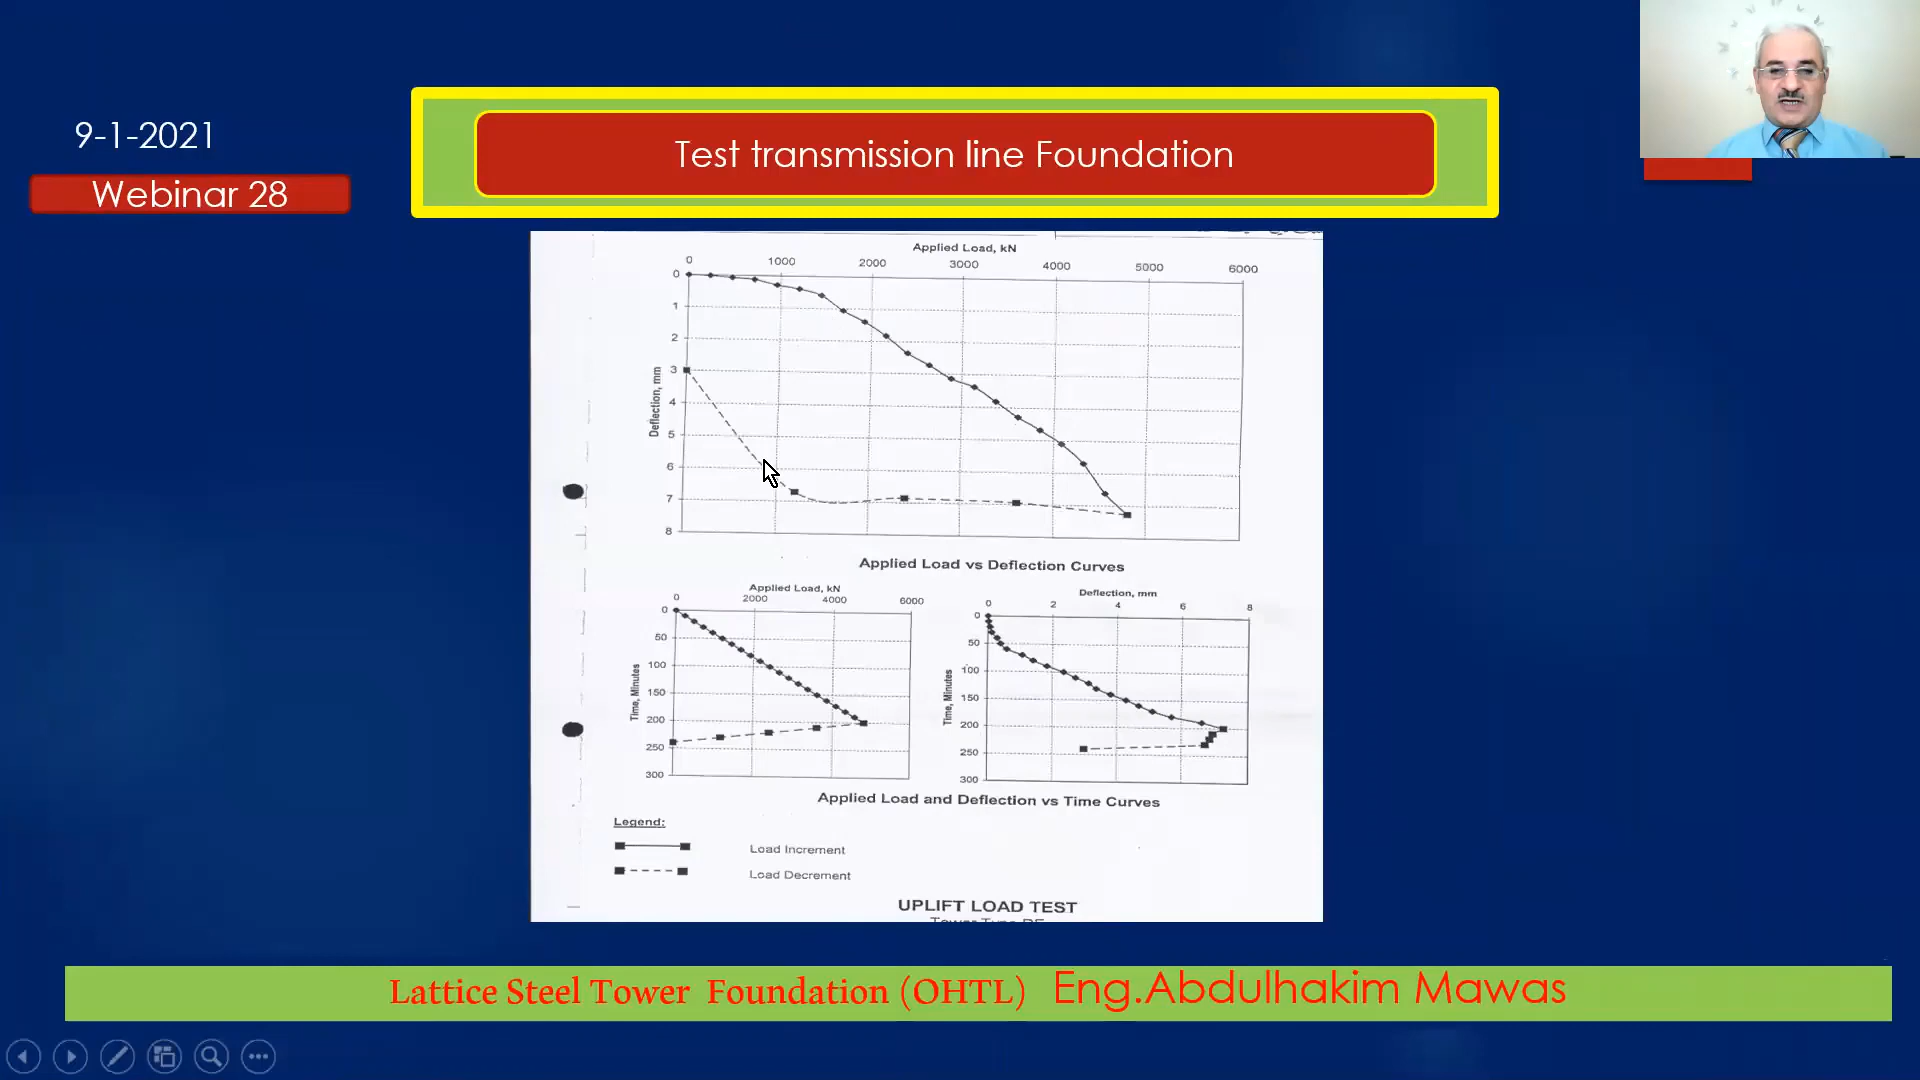 9-1-2021
Webinar 28
Test transmission line Foundation
Applied Load, kN
0 1000 2000 3000 4000 5000 6000
0
1
2
3
4
5
6
7
8
Deflection, mm
Applied Load vs Deflection Curves
Applied Load, kN
0 2000 4000 6000
0
50
100
150
200
250
300
Time, Minutes
Deflection, mm
0 2 4 6 8
0
50
100
150
200
250
300
Time, Minutes
Applied Load and Deflection vs Time Curves
Legend:
Load Increment
Load Decrement
UPLIFT LOAD TEST
Lattice Steel Tower Foundation (OHTL) Eng.Abdulhakim Mawas